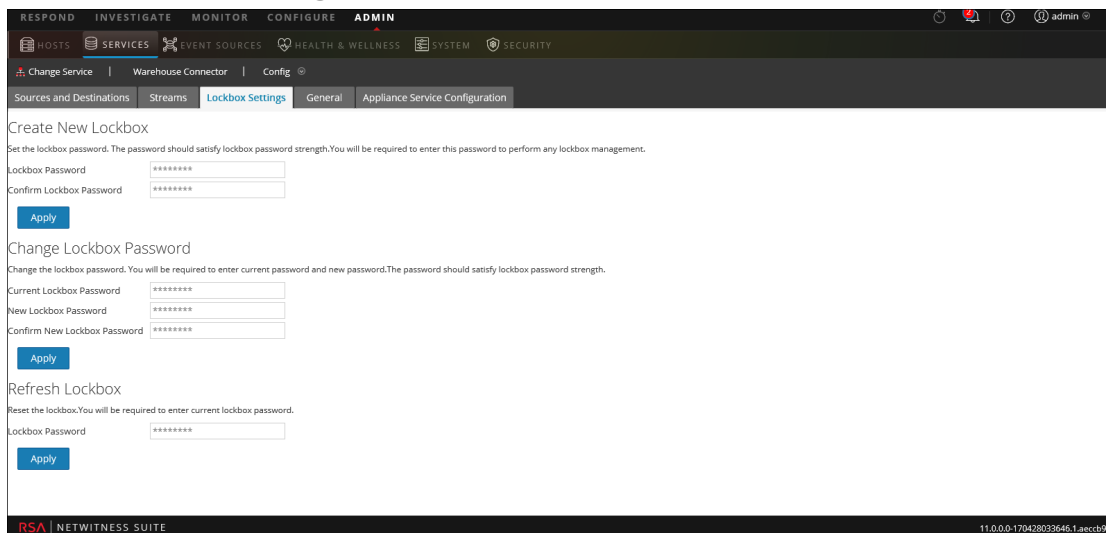 RESPOND INVESTIGATE MONITOR CONFIGURE ADMIN 2 admin
HOSTS SERVICES EVENT SOURCES HEALTH & WELLNESS SYSTEM SECURITY
Change Service | Warehouse Connector | Config
Sources and Destinations Streams Lockbox Settings General Appliance Service Configuration
Create New Lockbox
Set the lockbox password. The password should satisfy lockbox password strength.You will be required to enter this password to perform any lockbox management.
Lockbox Password ********
Confirm Lockbox Password ********
Apply
Change Lockbox Password
Change the lockbox password. You will be required to enter current password and new password.The password should satisfy lockbox password strength.
Current Lockbox Password ********
New Lockbox Password ********
Confirm New Lockbox Password ********
Apply
Refresh Lockbox
Reset the lockbox.You will be required to enter current lockbox password.
Lockbox Password ********
Apply
RSA | NETWITNESS SUITE 11.0.0.0-170428033646.1.aeccb9